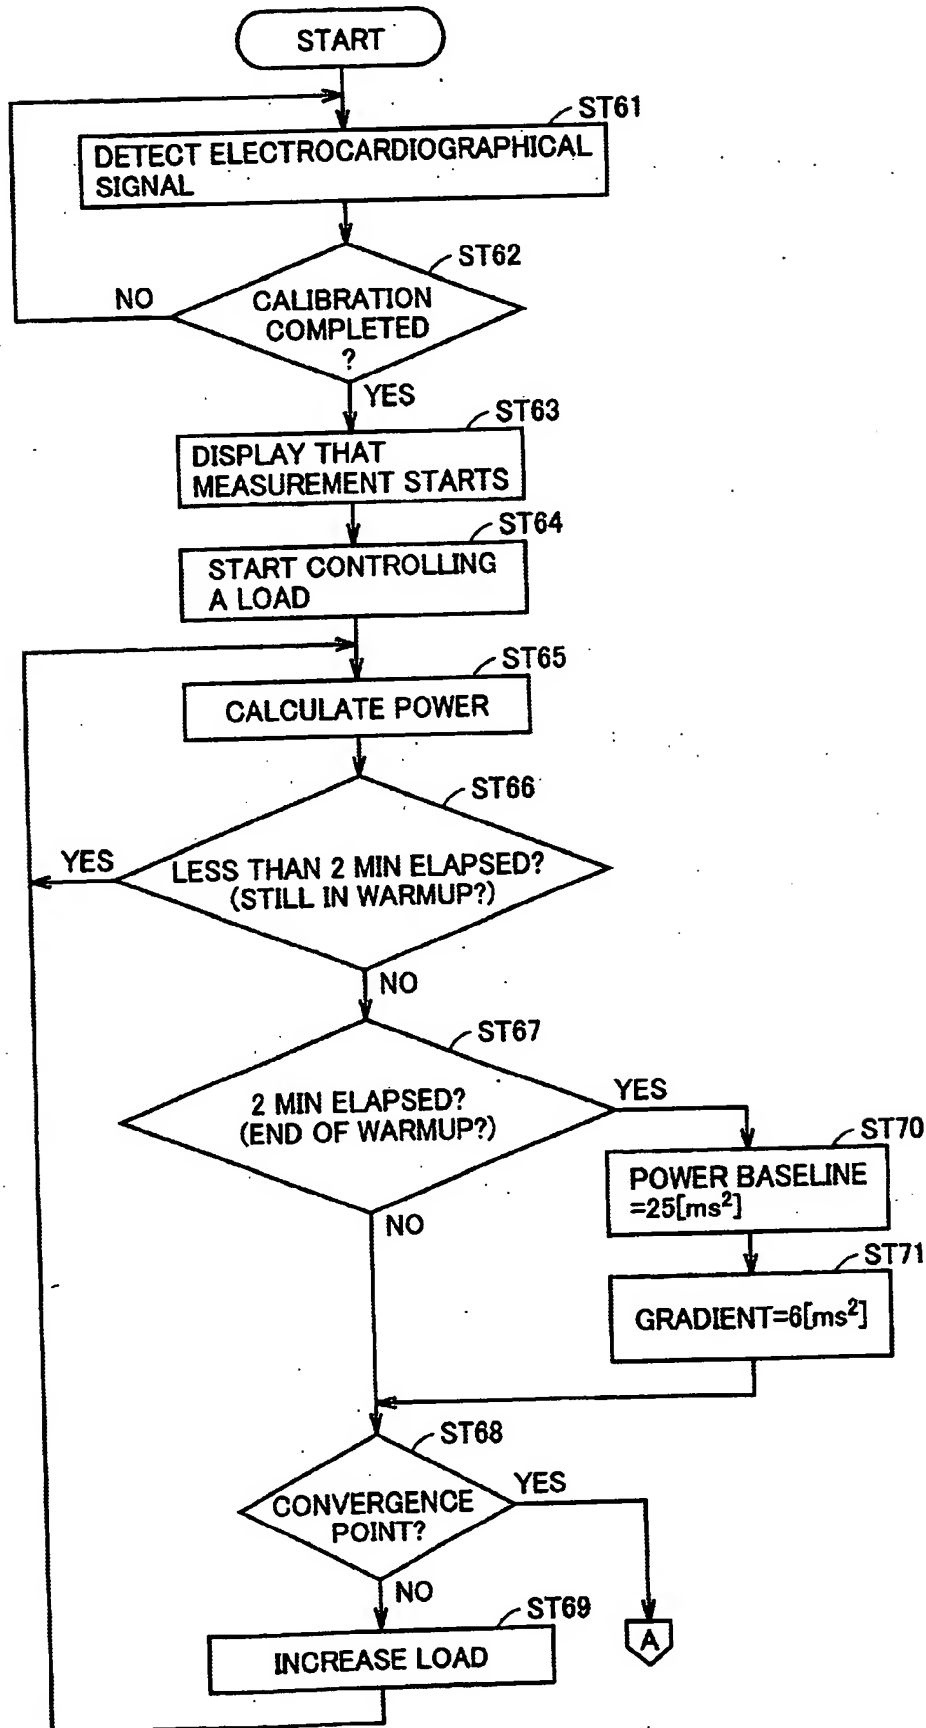 START
ST61
DETECT ELECTROCARDIOGRAPHICAL
SIGNAL
ST62
NO
CALIBRATION
COMPLETED
?
YES
ST63
DISPLAY THAT
MEASUREMENT STARTS
ST64
START CONTROLLING
A LOAD
ST65
CALCULATE POWER
ST66
YES
LESS THAN 2 MIN ELAPSED?
(STILL IN WARMUP?)
NO
ST67
2 MIN ELAPSED?
(END OF WARMUP?)
YES
NO
ST70
POWER BASELINE
=25[ms²]
ST71
GRADIENT=6[ms²]
ST68
CONVERGENCE
POINT?
YES
NO
A
ST69
INCREASE LOAD